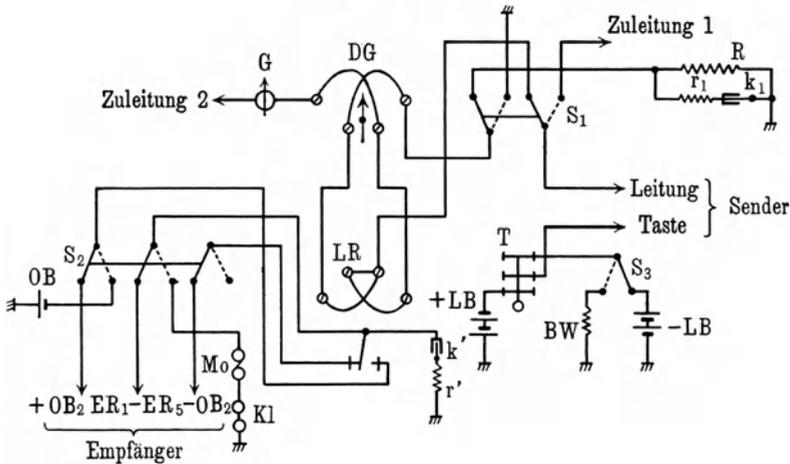 Zuleitung 1
G
DG
R
r₁
k₁
Zuleitung 2
S₁
Leitung
Sender
Taste
T
S₂
LR
S₃
OB
+LB
BW
-LB
k'
r'
Mo
Kl
+OB₂ ER₁-ER₅-OB₂
Empfänger